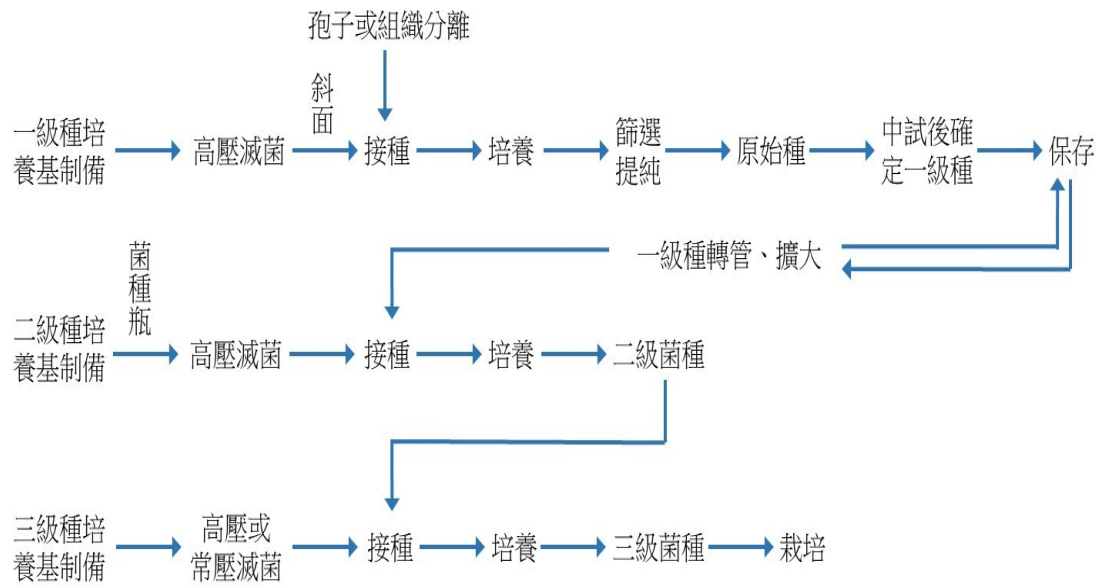 孢子或組織分離
斜面
一級種培
養基制備
高壓滅菌
接種
培養
篩選
提純
原始種
中試後確
定一級種
保存
一級種轉管、擴大
菌種瓶
二級種培
養基制備
高壓滅菌
接種
培養
二級菌種
三級種培
養基制備
高壓或
常壓滅菌
接種
培養
三級菌種
栽培